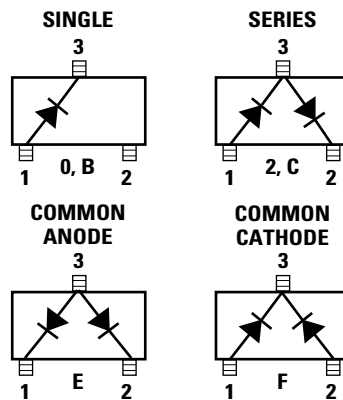 SINGLE
3
1 0, B 2
SERIES
3
1 2, C 2
COMMON
ANODE
3
1 E 2
COMMON
CATHODE
3
1 F 2